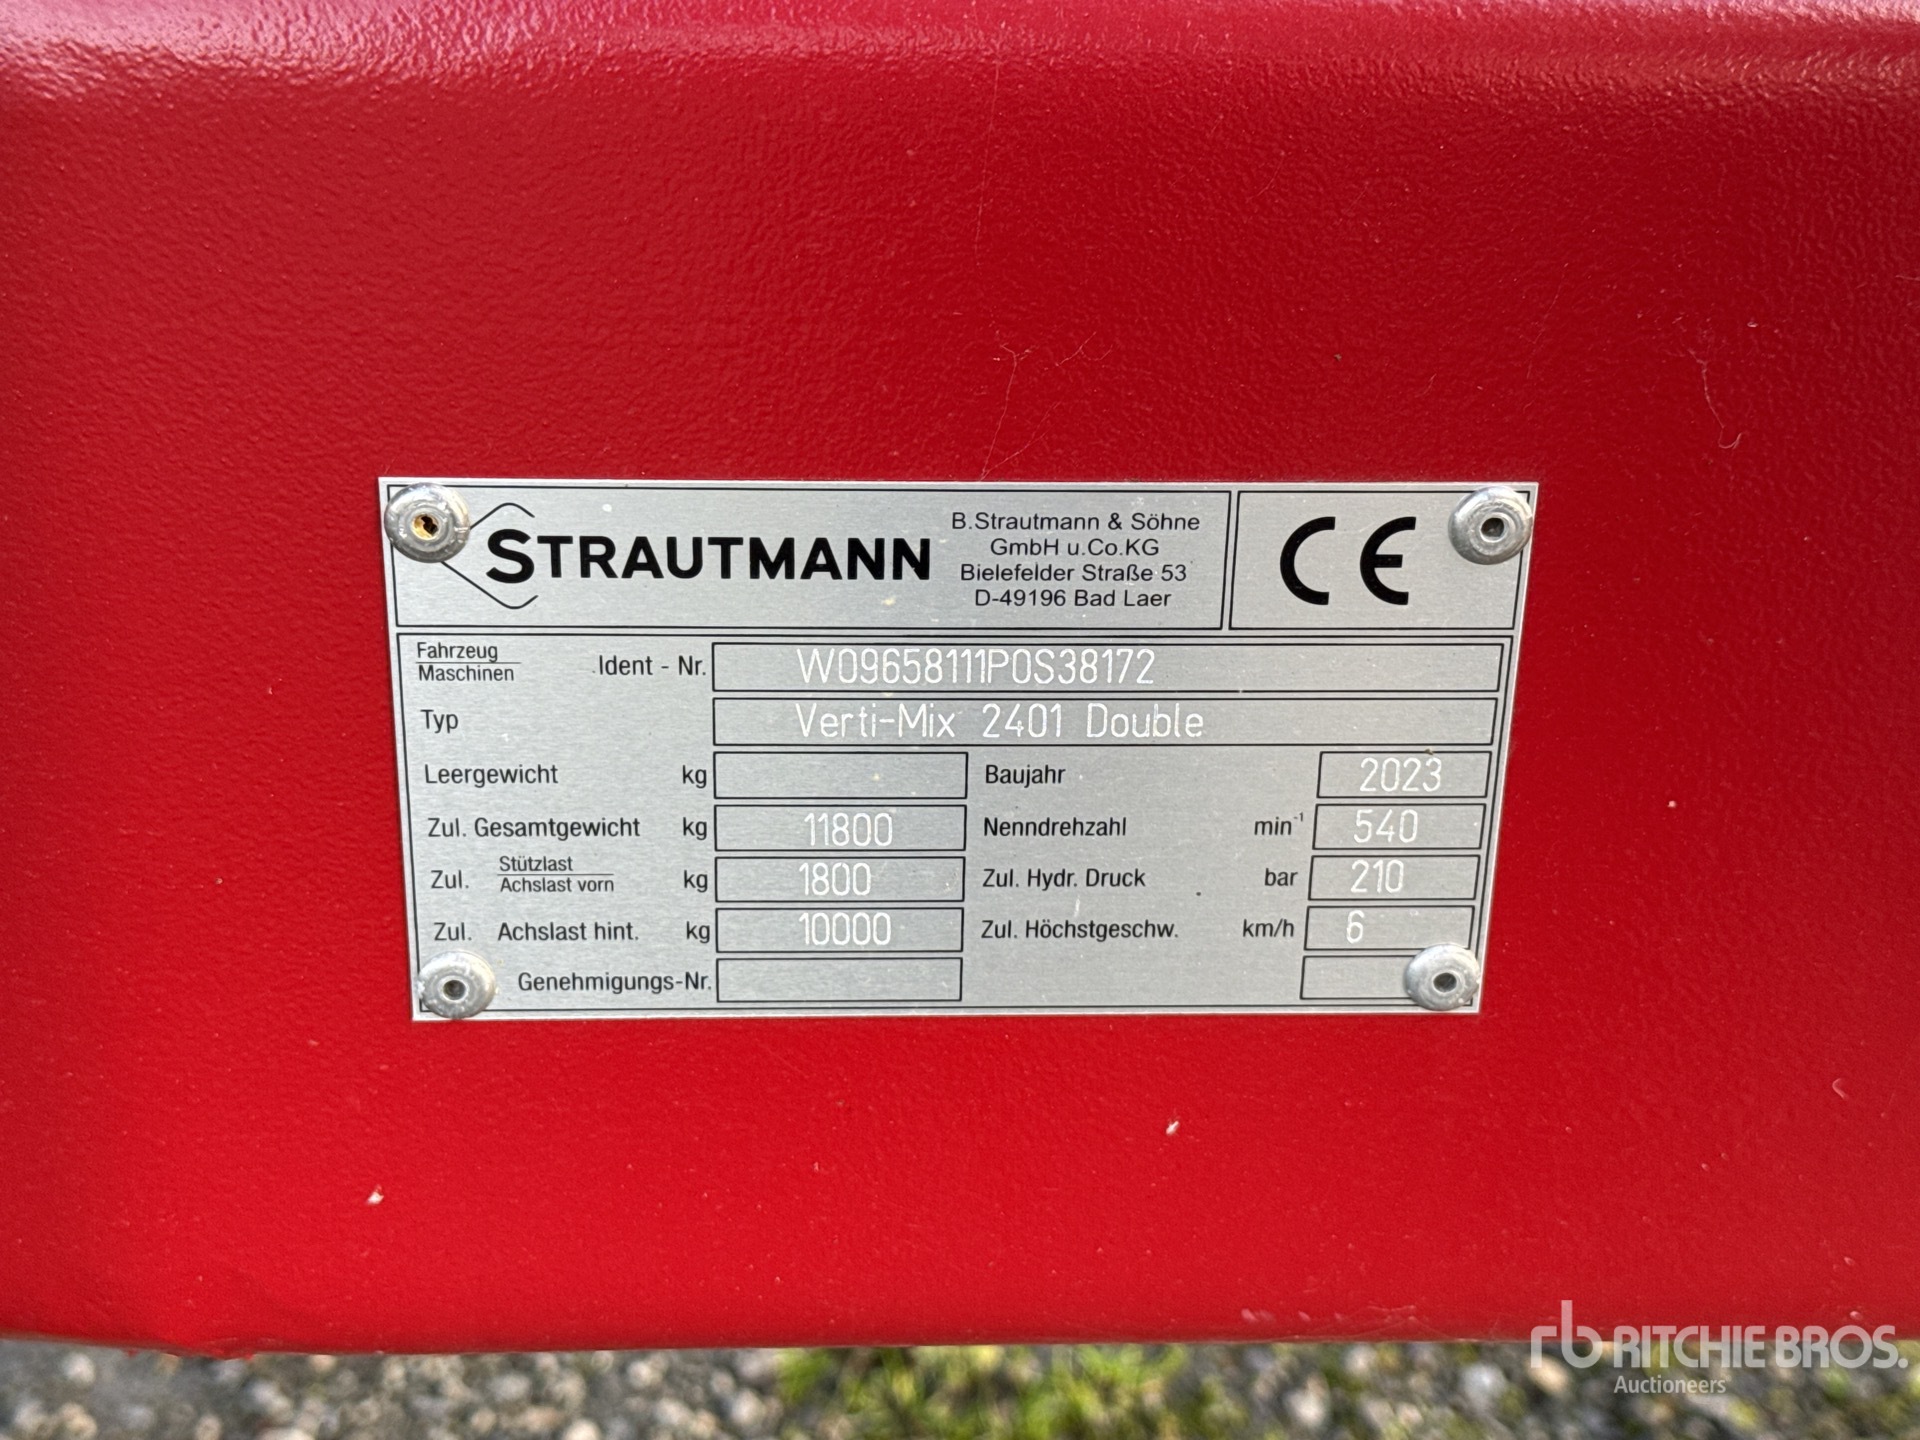 STRAUTMANN
B.Strautmann & Söhne
GmbH u.Co.KG
Bielefelder Straße 53
D-49196 Bad Laer
CE
Fahrzeug
Maschinen
Ident - Nr. W09658111P0S38172
Typ Verti-Mix 2401 Double
Leergewicht kg
Baujahr 2023
Zul. Gesamtgewicht kg 11800
Nenndrehzahl min-1 540
Zul. Stützlast
Achslast vorn kg 1800
Zul. Hydr. Druck bar 210
Zul. Achslast hint. kg 10000
Zul. Höchstgeschw. km/h 6
Genehmigungs-Nr.
rb RITCHIE BROS.
Auctioneers